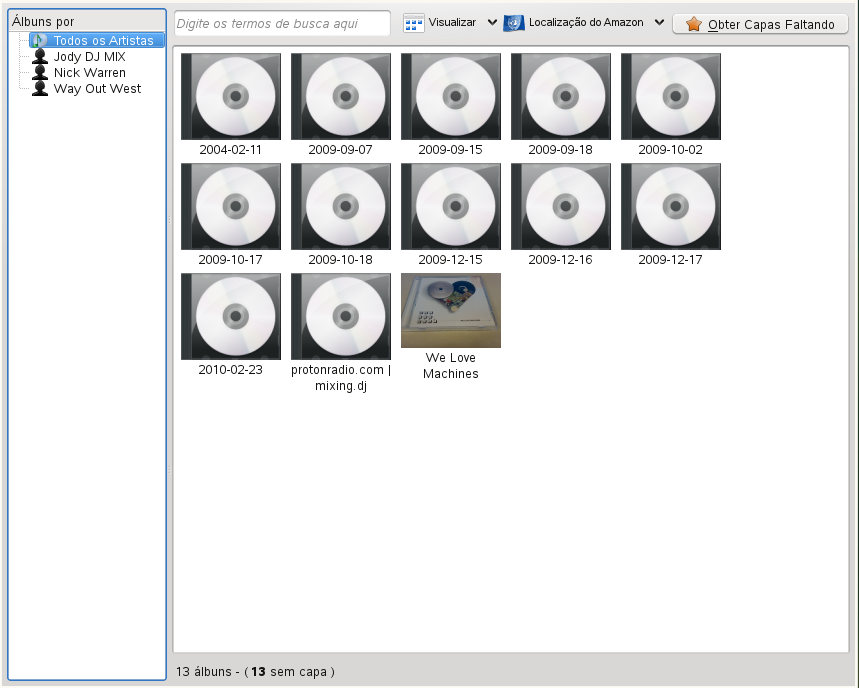 Álbuns por
Todos os Artistas
Jody DJ MIX
Nick Warren
Way Out West
Digite os termos de busca aqui
Visualizar
Localização do Amazon
Obter Capas Faltando
2004-02-11
2009-09-07
2009-09-15
2009-09-18
2009-10-02
2009-10-17
2009-10-18
2009-12-15
2009-12-16
2009-12-17
2010-02-23
protonradio.com |
mixing.dj
We Love
Machines
13 álbuns - ( 13 sem capa )